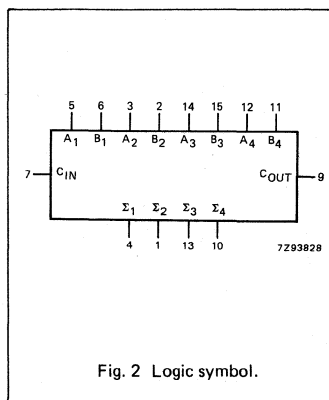 5 6 3 2 14 15 12 11
A1 B1 A2 B2 A3 B3 A4 B4
7 CIN COUT 9
Σ1 Σ2 Σ3 Σ4
4 1 13 10
7Z93828
Fig. 2 Logic symbol.